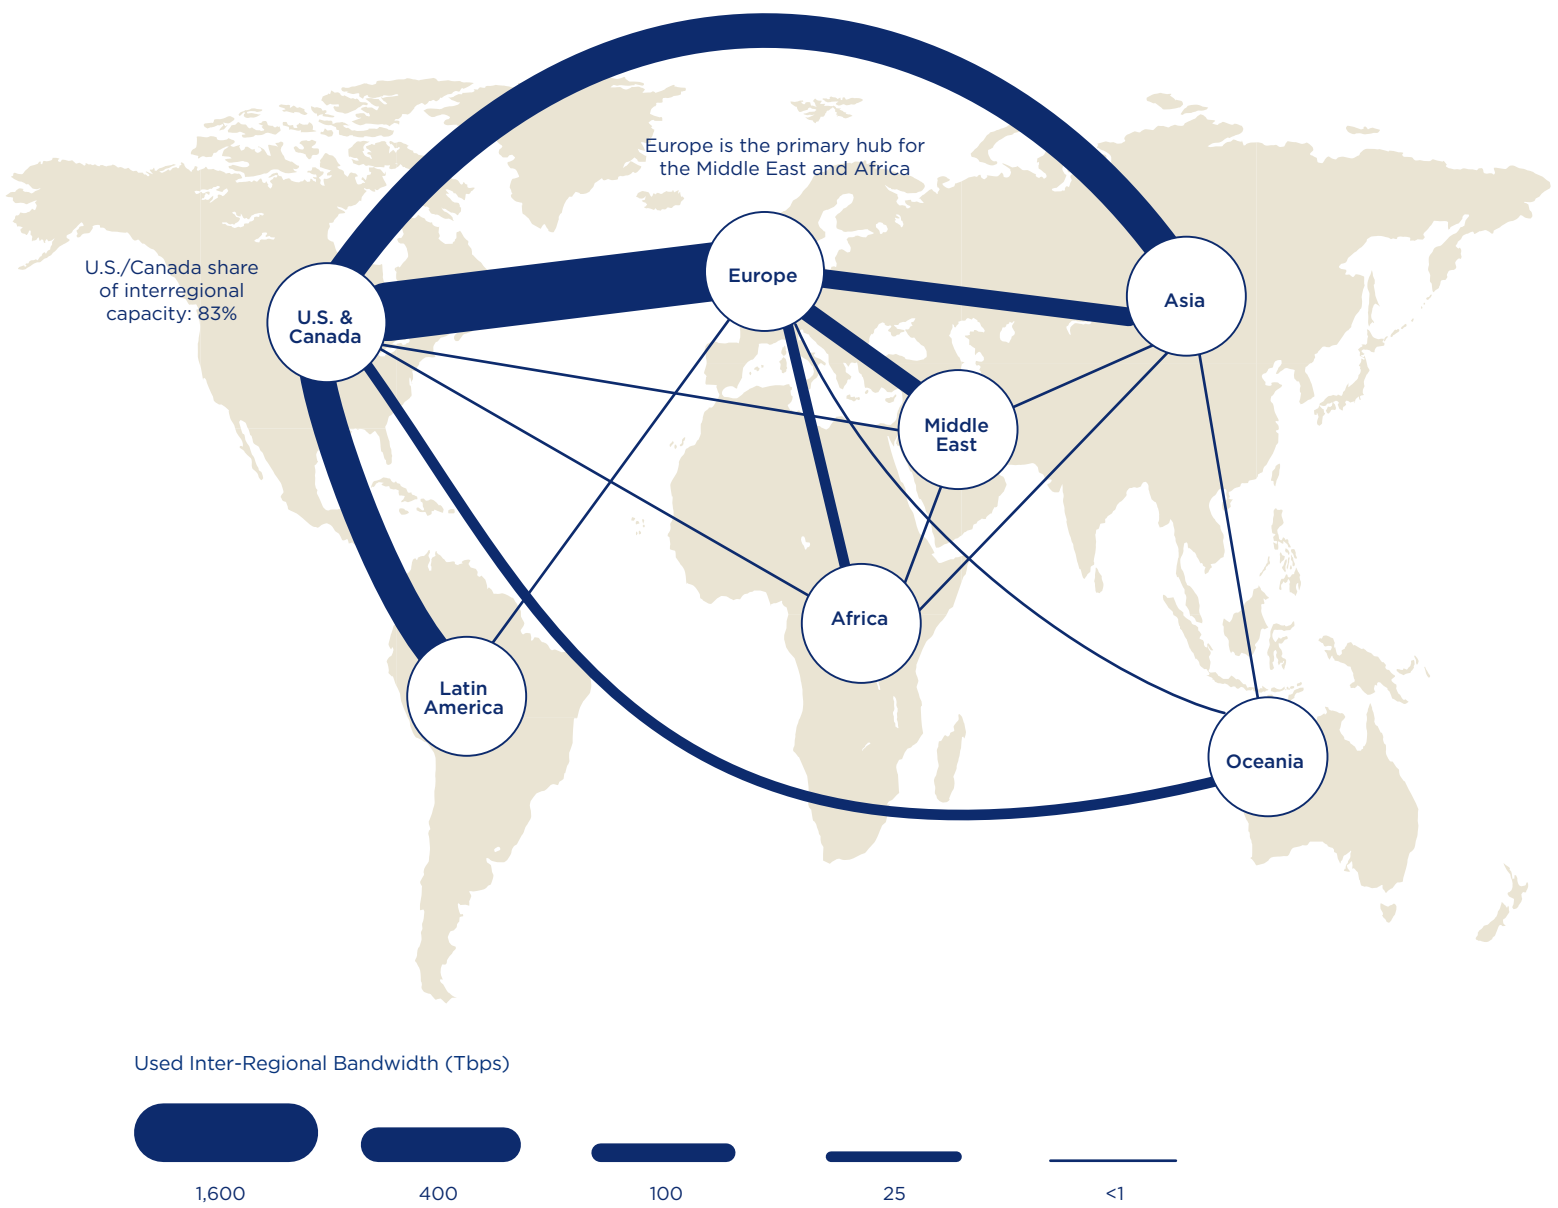 Europe is the primary hub for
the Middle East and Africa
U.S./Canada share
of interregional
capacity: 83%
U.S. &
Canada
Europe
Asia
Middle
East
Africa
Latin
America
Oceania
Used Inter-Regional Bandwidth (Tbps)
1,600
400
100
25
<1